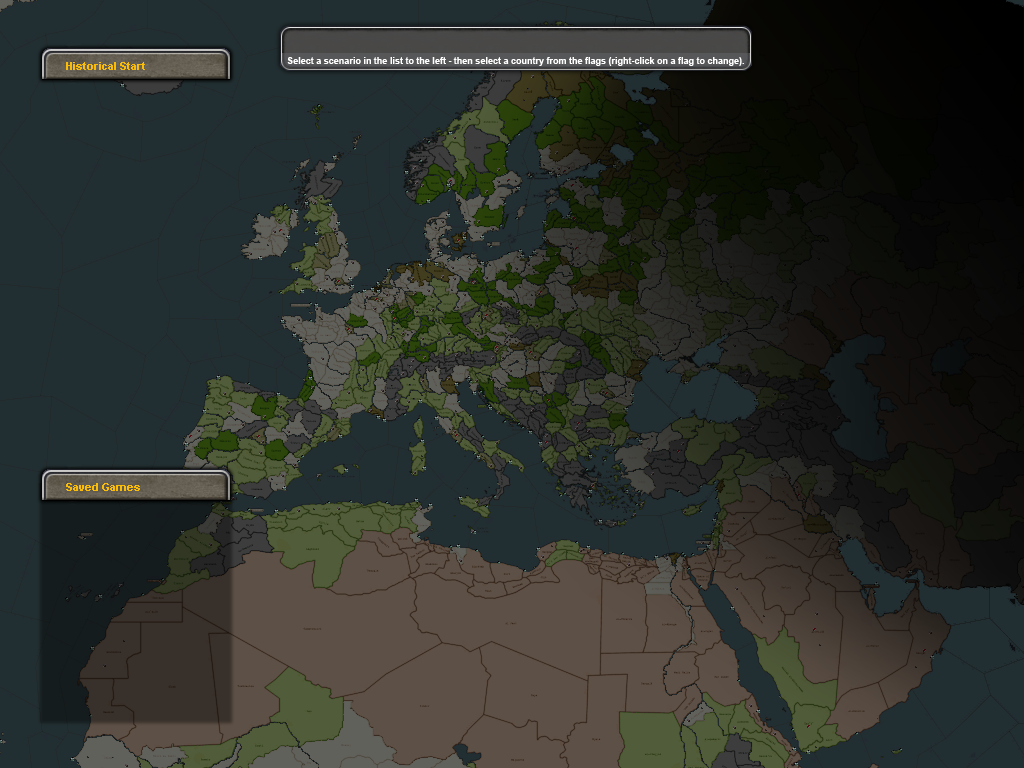 Historical Start
Select a scenario in the list to the left - then select a country from the flags (right-click on a flag to change).
Saved Games